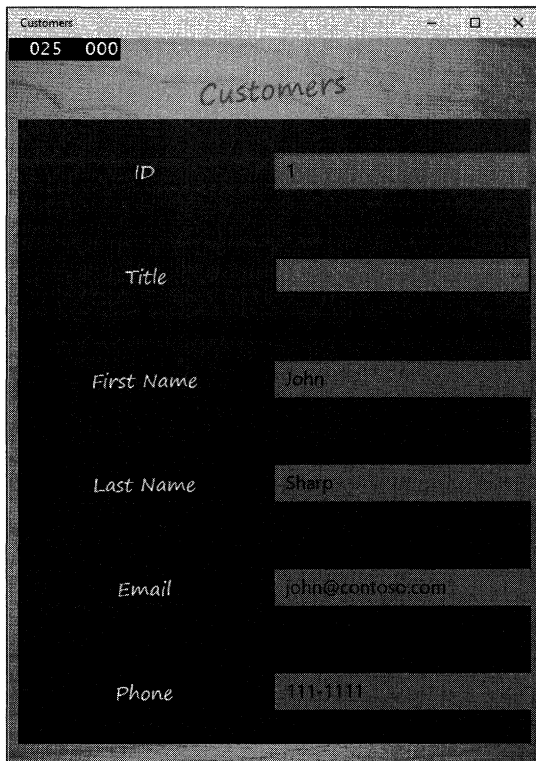 Customers
025 000
Customers
ID 1
Title
First Name John
Last Name Sharp
Email john@contoso.com
Phone 111-1111